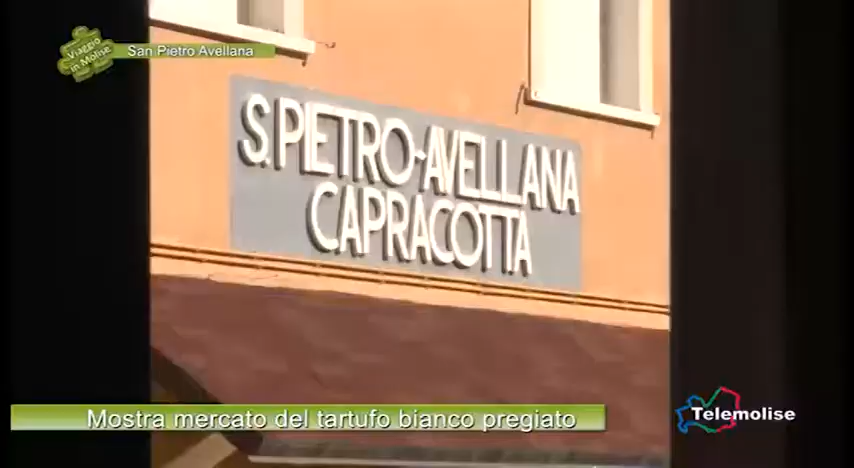 Viaggio
in Molise
San Pietro Avellana
S. PIETRO-AVELLANA
CAPRACOTTA
Mostra mercato del tartufo bianco pregiato
Telemolise